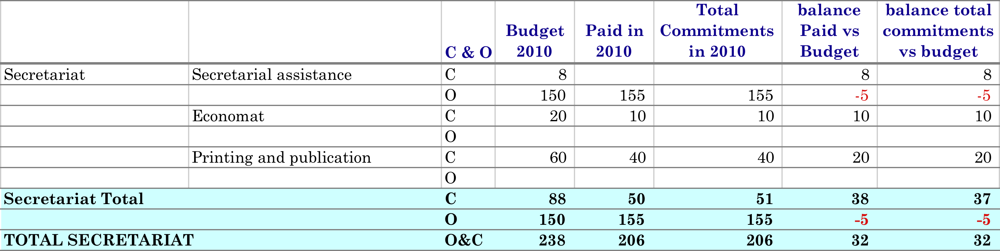 C & O Budget 2010 Paid in 2010 Total Commitments in 2010 balance Paid vs Budget balance total commitments vs budget
Secretariat Secretarial assistance C 8 8 8
O 150 155 155 -5 -5
Economat C 20 10 10 10 10
O
Printing and publication C 60 40 40 20 20
O
Secretariat Total C 88 50 51 38 37
O 150 155 155 -5 -5
TOTAL SECRETARIAT O&C 238 206 206 32 32